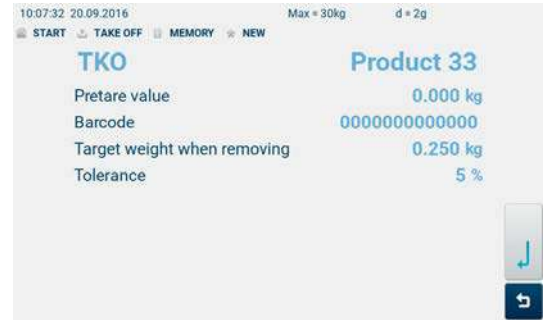 10:07:32 20.09.2016 Max = 30kg d = 2g
START TAKE OFF MEMORY NEW
TKO Product 33
Pretare value 0.000 kg
Barcode 0000000000000
Target weight when removing 0.250 kg
Tolerance 5 %